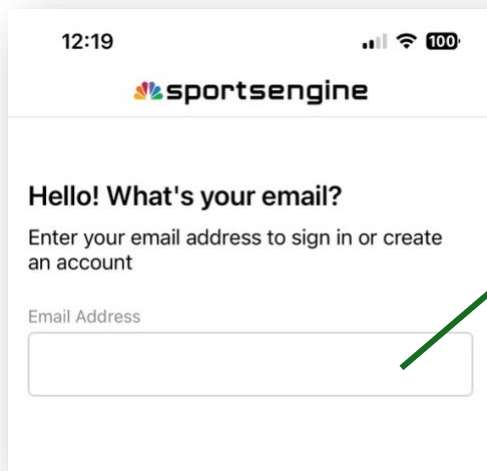 12:19
100
sportsengine
Hello! What's your email?
Enter your email address to sign in or create
an account
Email Address